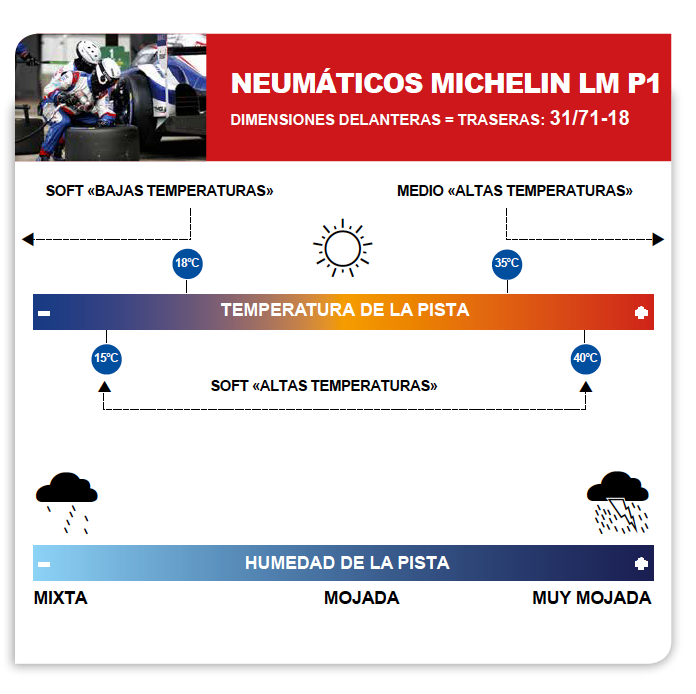 NEUMÁTICOS MICHELIN LM P1
DIMENSIONES DELANTERAS = TRASERAS: 31/71-18
SOFT «BAJAS TEMPERATURAS»
MEDIO «ALTAS TEMPERATURAS»
18ºC
35ºC
TEMPERATURA DE LA PISTA
15ºC
40ºC
SOFT «ALTAS TEMPERATURAS»
HUMEDAD DE LA PISTA
MIXTA
MOJADA
MUY MOJADA